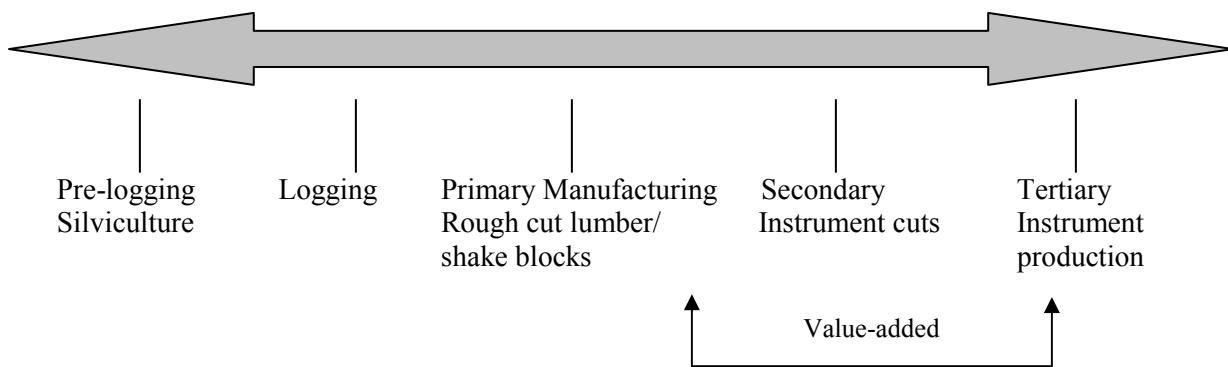 Pre-logging
Silviculture
Logging
Primary Manufacturing
Rough cut lumber/
shake blocks
Secondary
Instrument cuts
Tertiary
Instrument
production
Value-added